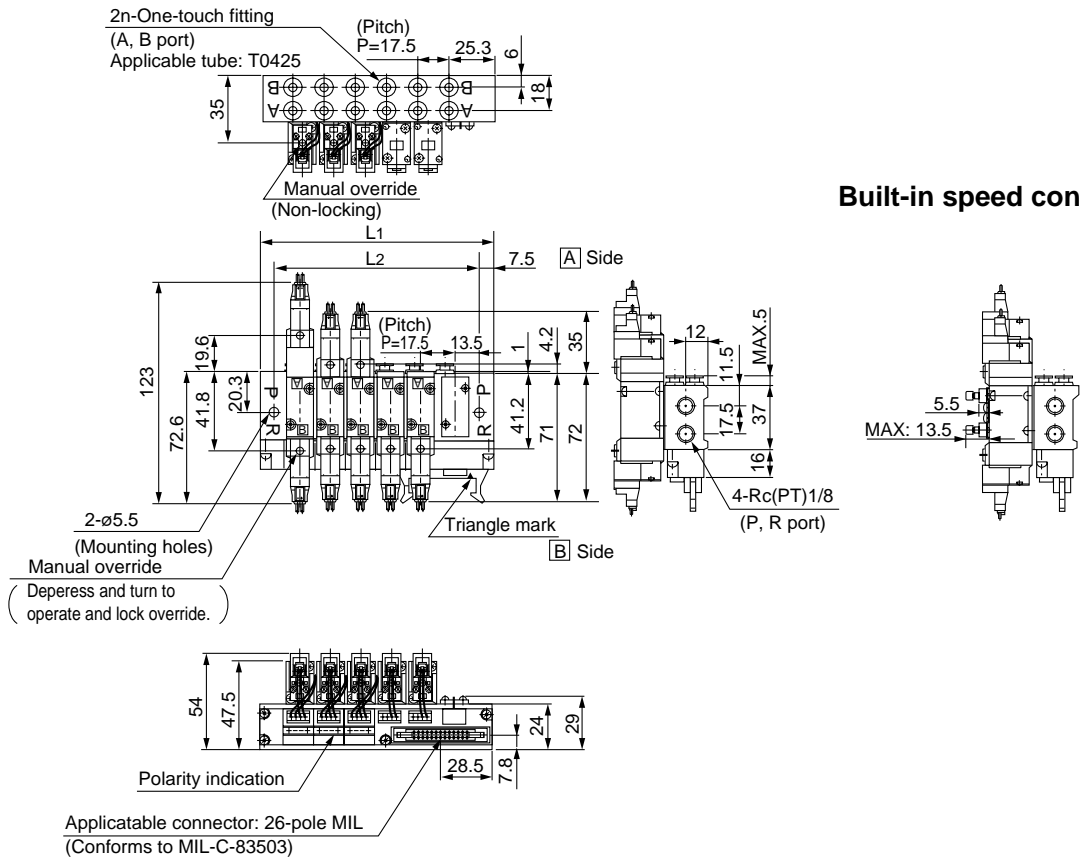 2n-One-touch fitting
(A, B port)
Applicable tube: T0425
(Pitch)
P=17.5
25.3
6
18
35
B
B
A
A
Manual override
(Non-locking)
Built-in speed con
L1
L2
7.5
A Side
123
19.6
(Pitch)
P=17.5
13.5
4.2
1
35
72.6
41.8
20.3
P
R
A
A
A
A
A
B
B
B
B
B
P
R
41.2
71
72
12
MAX.5
11.5
17.5
37
16
5.5
MAX: 13.5
4-Rc(PT)1/8
(P, R port)
2-ø5.5
(Mounting holes)
Triangle mark
B Side
Manual override
( Deperess and turn to
operate and lock override. )
54
47.5
24
29
28.5
7.8
Polarity indication
Applicatable connector: 26-pole MIL
(Conforms to MIL-C-83503)